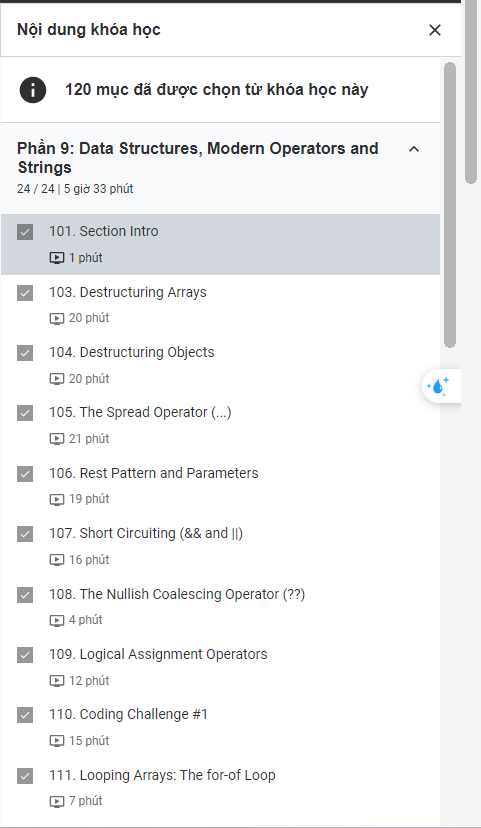 Nội dung khóa học
120 mục đã được chọn từ khóa học này
Phần 9: Data Structures, Modern Operators and
Strings
24 / 24 | 5 giờ 33 phút
101. Section Intro
1 phút
103. Destructuring Arrays
20 phút
104. Destructuring Objects
20 phút
105. The Spread Operator (...)
21 phút
106. Rest Pattern and Parameters
19 phút
107. Short Circuiting (&& and ||)
16 phút
108. The Nullish Coalescing Operator (??)
4 phút
109. Logical Assignment Operators
12 phút
110. Coding Challenge #1
15 phút
111. Looping Arrays: The for-of Loop
7 phút